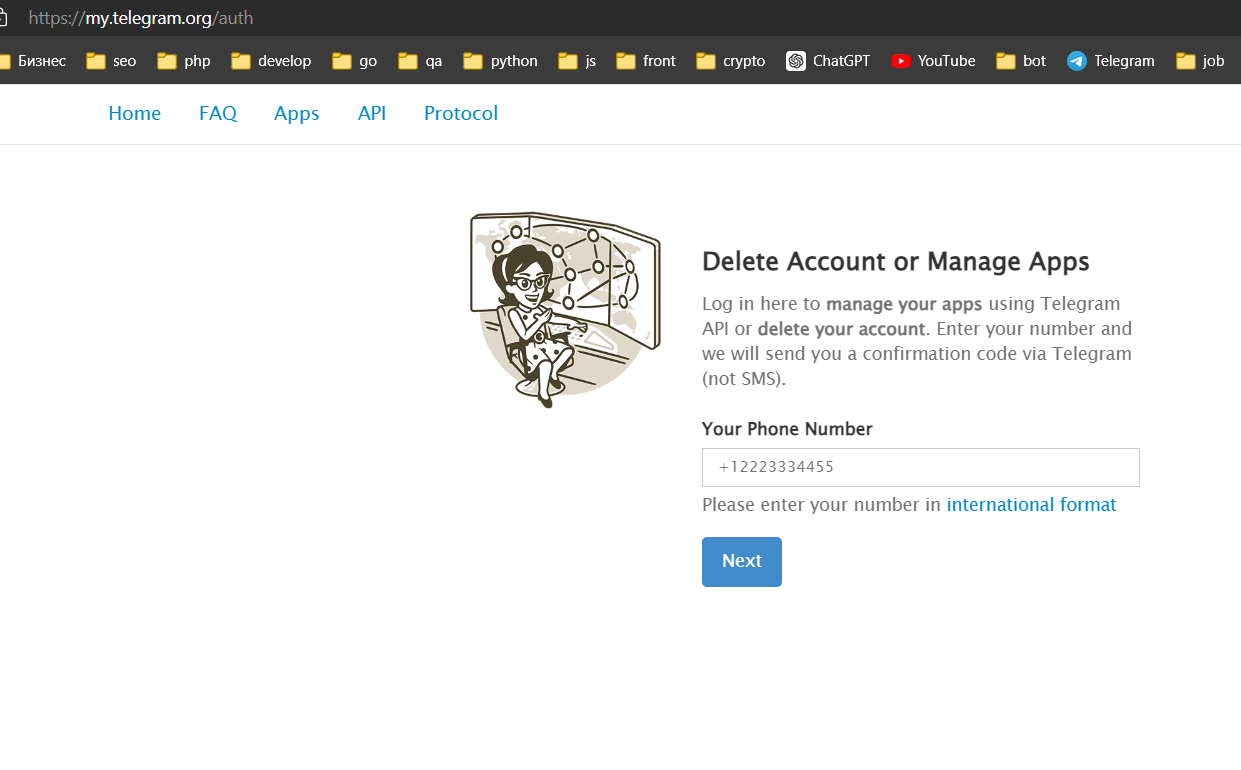 https://my.telegram.org/auth
Бизнес seo php develop go qa python js front crypto ChatGPT YouTube bot Telegram job
Home FAQ Apps API Protocol
Delete Account or Manage Apps
Log in here to manage your apps using Telegram
API or delete your account. Enter your number and
we will send you a confirmation code via Telegram
(not SMS).
Your Phone Number
+12223334455
Please enter your number in international format
Next